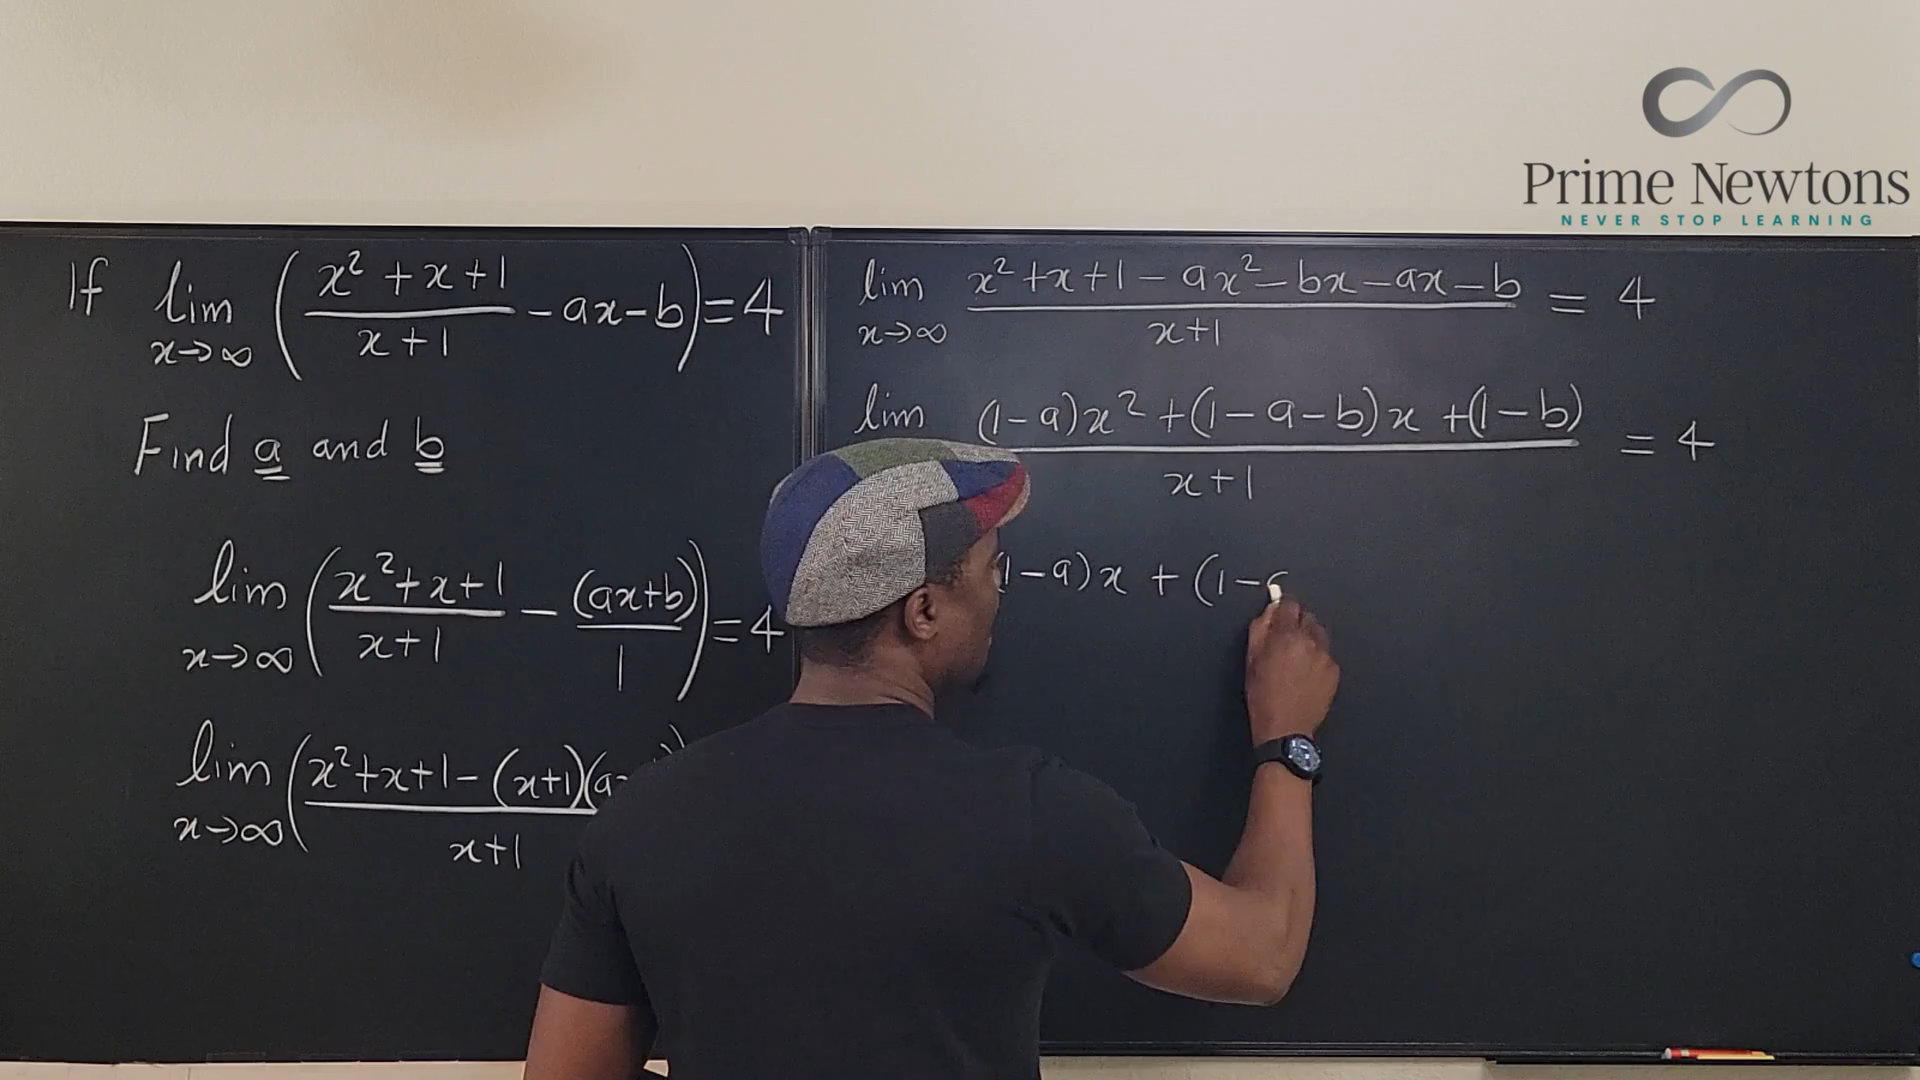 Prime Newtons
NEVER STOP LEARNING
If lim x→∞ ( (x² + x + 1)/(x + 1) - ax - b ) = 4
Find a and b
lim x→∞ ( (x² + x + 1)/(x + 1) - (ax + b)/1 ) = 4
lim x→∞ ( (x² + x + 1 - (x + 1)(a
x + 1
lim x→∞ (x² + x + 1 - ax² - bx - ax - b)/(x + 1) = 4
lim ((1 - a)x² + (1 - a - b)x + (1 - b))/(x + 1) = 4
1 - a)x + (1 -